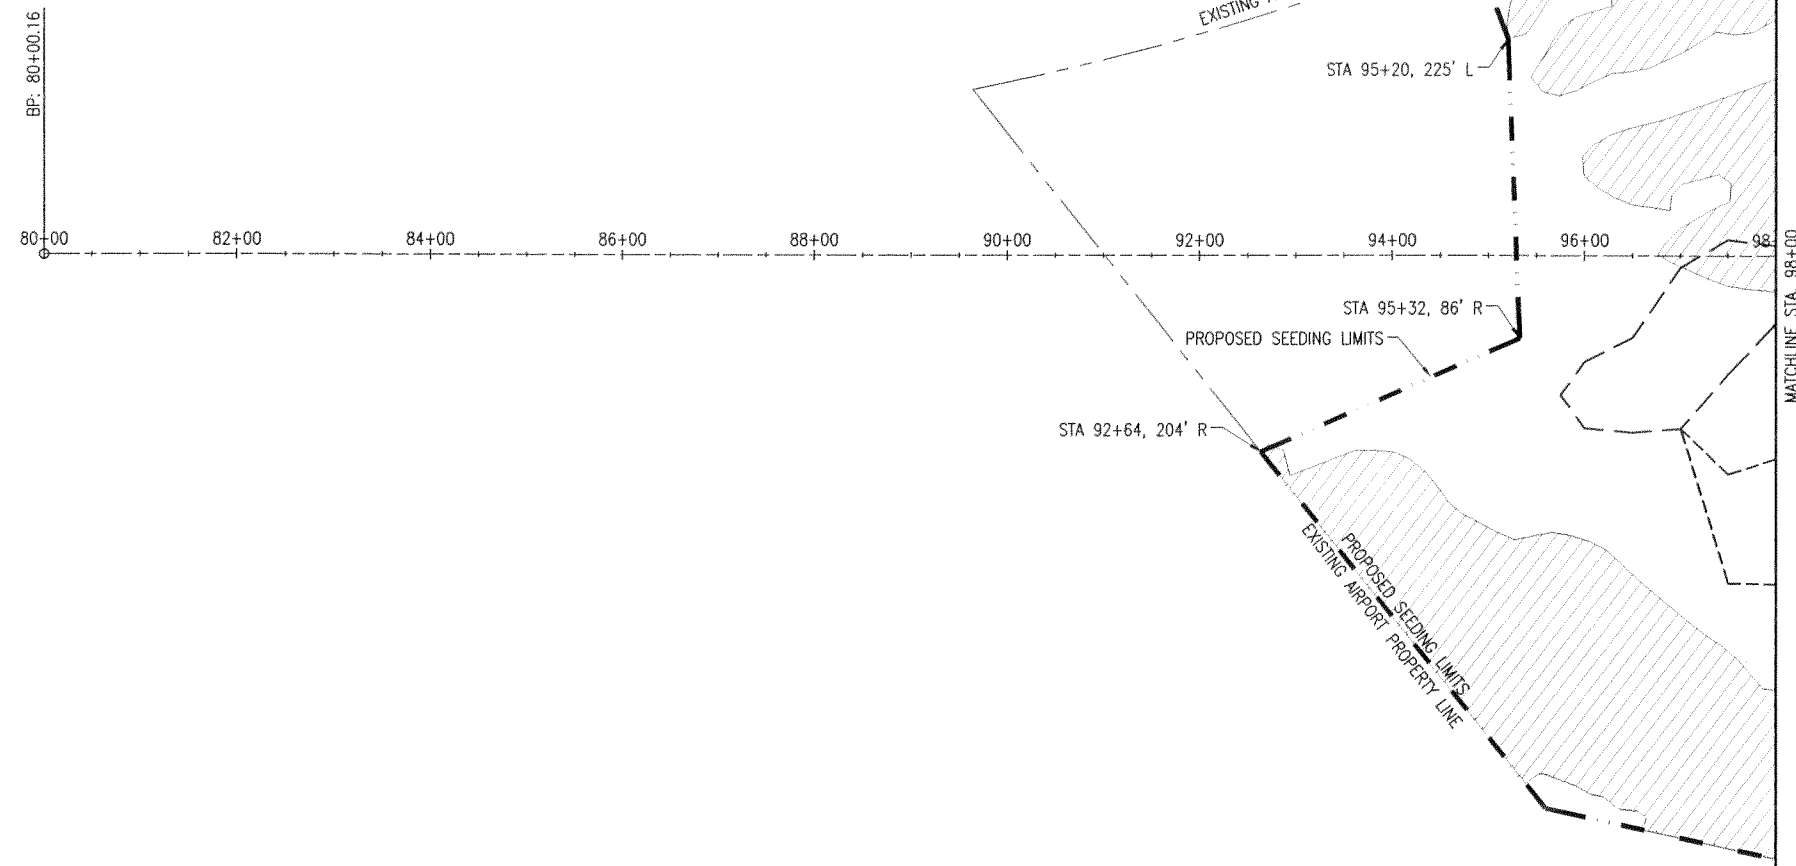 BP: 80+00.16
EXISTING
STA 95+20, 225' L
80+00
82+00
84+00
86+00
88+00
90+00
92+00
94+00
96+00
98
MATCHLINE STA. 98+00
STA 95+32, 86' R
PROPOSED SEEDING LIMITS
STA 92+64, 204' R
PROPOSED SEEDING LIMITS
EXISTING AIRPORT PROPERTY LINE